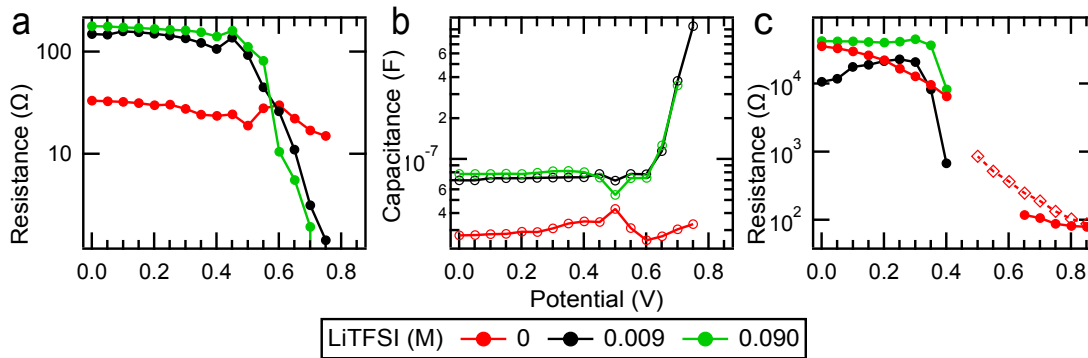 a
Resistance (Ω)
100
10
0.0 0.2 0.4 0.6 0.8
b
Capacitance (F)
6
4
3
2
10⁻⁷
6
4
3
0.0 0.2 0.4 0.6 0.8
Potential (V)
c
Resistance (Ω)
10⁴
10³
10²
0.0 0.2 0.4 0.6 0.8
LiTFSI (M) 0 0.009 0.090